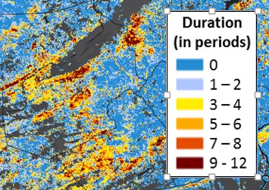 Duration
(in periods)
0
1 – 2
3 – 4
5 – 6
7 – 8
9 - 12